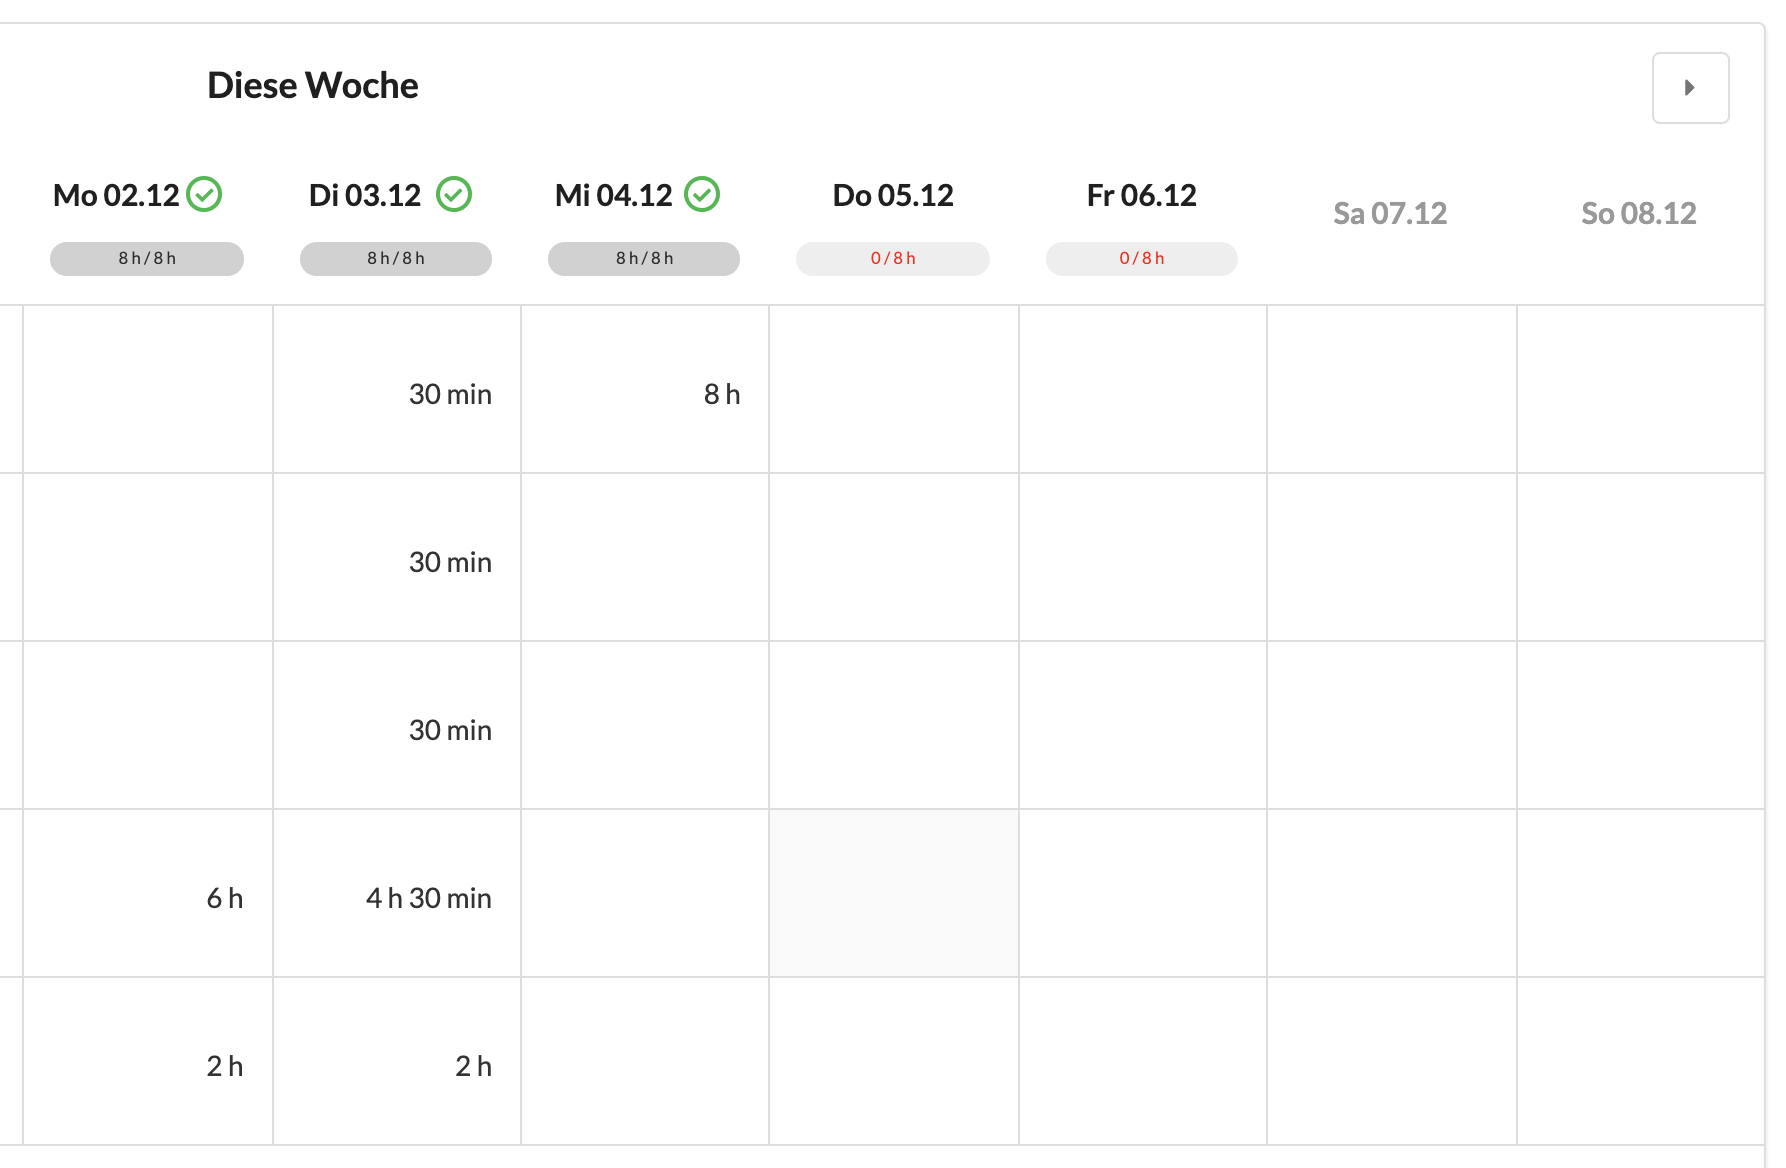 Diese Woche
Mo 02.12 Di 03.12 Mi 04.12 Do 05.12 Fr 06.12 Sa 07.12 So 08.12
8h/8h 8h/8h 8h/8h 0/8h 0/8h
30 min 8 h
30 min
30 min
6 h 4 h 30 min
2 h 2 h